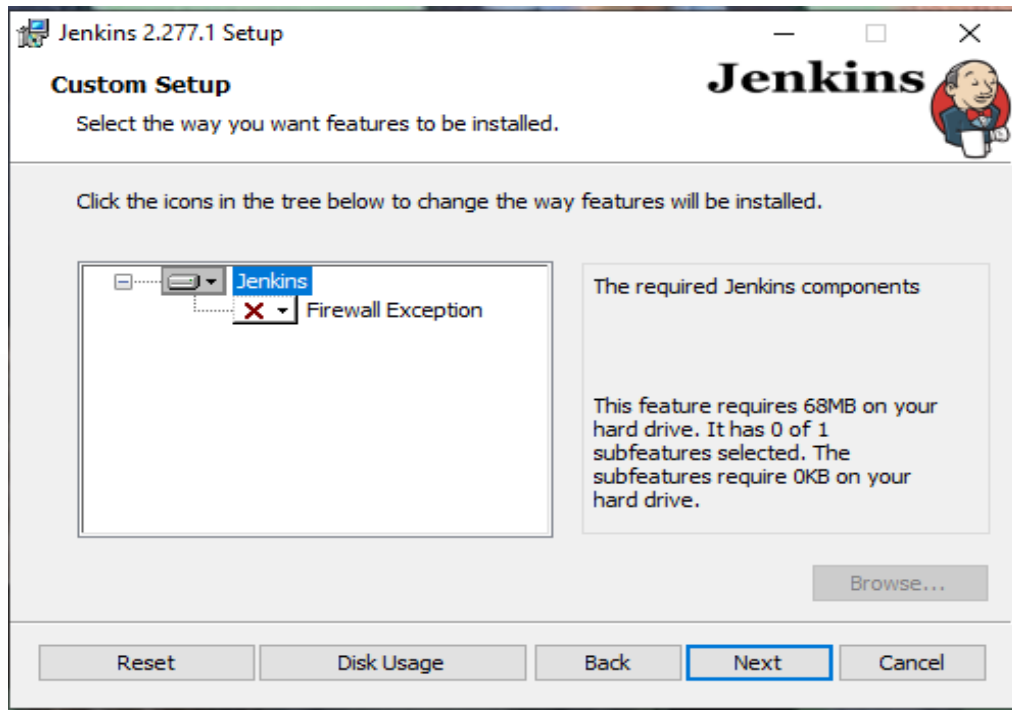 Jenkins 2.277.1 Setup
Custom Setup
Jenkins
Select the way you want features to be installed.
Click the icons in the tree below to change the way features will be installed.
Jenkins
Firewall Exception
The required Jenkins components
This feature requires 68MB on your
hard drive. It has 0 of 1
subfeatures selected. The
subfeatures require 0KB on your
hard drive.
Browse...
Reset
Disk Usage
Back
Next
Cancel